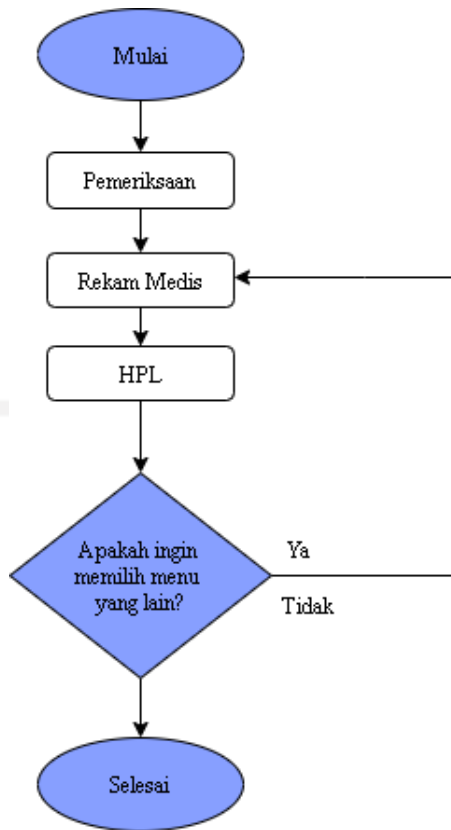 Mulai
Pemeriksaan
Rekam Medis
HPL
Apakah ingin
memilih menu
yang lain?
Ya
Tidak
Selesai